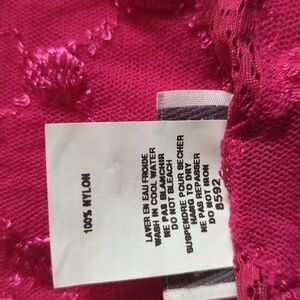 100% NYLON
LAVER EN EAU FROIDE
WASH IN COOL WATER
NE PAS BLANCHIR
DO NOT BLEACH
SUSPENDRE POUR SECHER
HANG TO DRY
NE PAS REPASSER
DO NOT IRON
8592